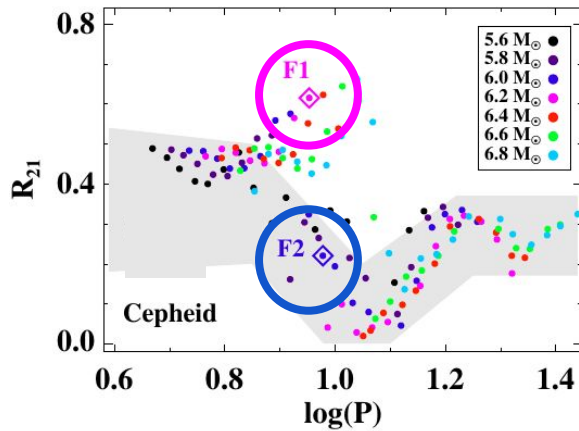 0.8
0.4
0.0
R₂₁
F1
F2
Cepheid
5.6 M☉
5.8 M☉
6.0 M☉
6.2 M☉
6.4 M☉
6.6 M☉
6.8 M☉
0.6 0.8 1.0 1.2 1.4
log(P)